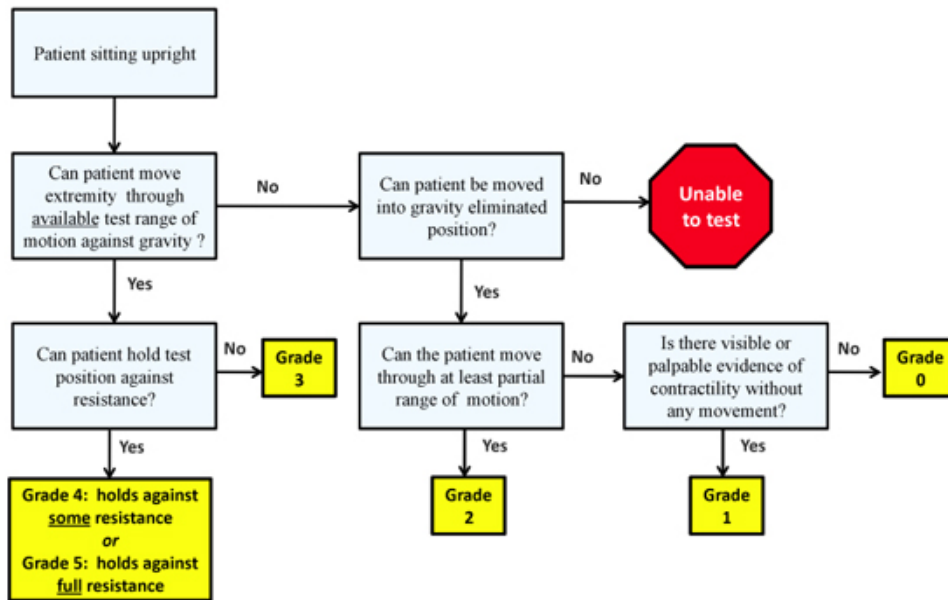 Patient sitting upright
Can patient move
extremity through
available test range of
motion against gravity ?
No
Can patient be moved
into gravity eliminated
position?
No
Unable
to test
Yes
Yes
Can patient hold test
position against
resistance?
No
Grade
3
Can the patient move
through at least partial
range of motion?
No
Is there visible or
palpable evidence of
contractility without
any movement?
No
Grade
0
Yes
Yes
Yes
Grade 4: holds against
some resistance
or
Grade 5: holds against
full resistance
Grade
2
Grade
1